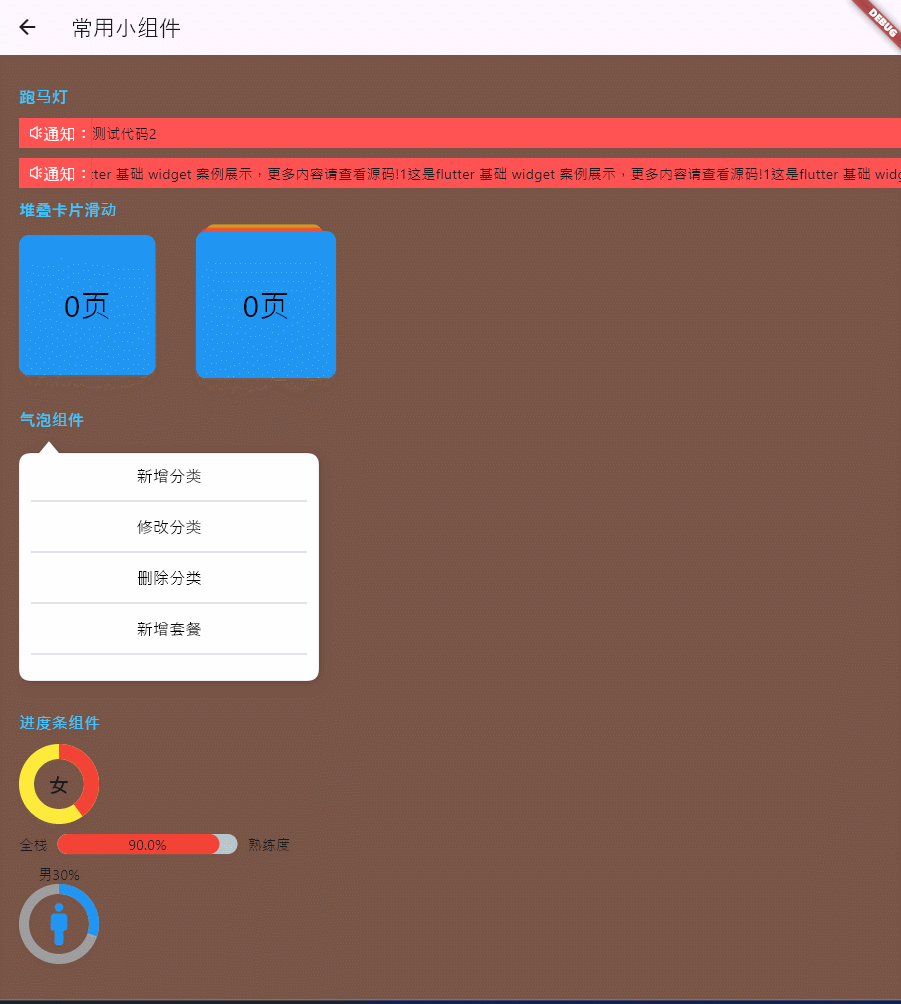 常用小组件
DEBUG
跑马灯
通知：测试代码2
通知：tter 基础 widget 案例展示，更多内容请查看源码!1这是flutter 基础 widget 案例展示，更多内容请查看源码!1这是flutter 基础 widg
堆叠卡片滑动
0页
0页
气泡组件
新增分类
修改分类
删除分类
新增套餐
进度条组件
女
全栈 90.0% 熟练度
男30%